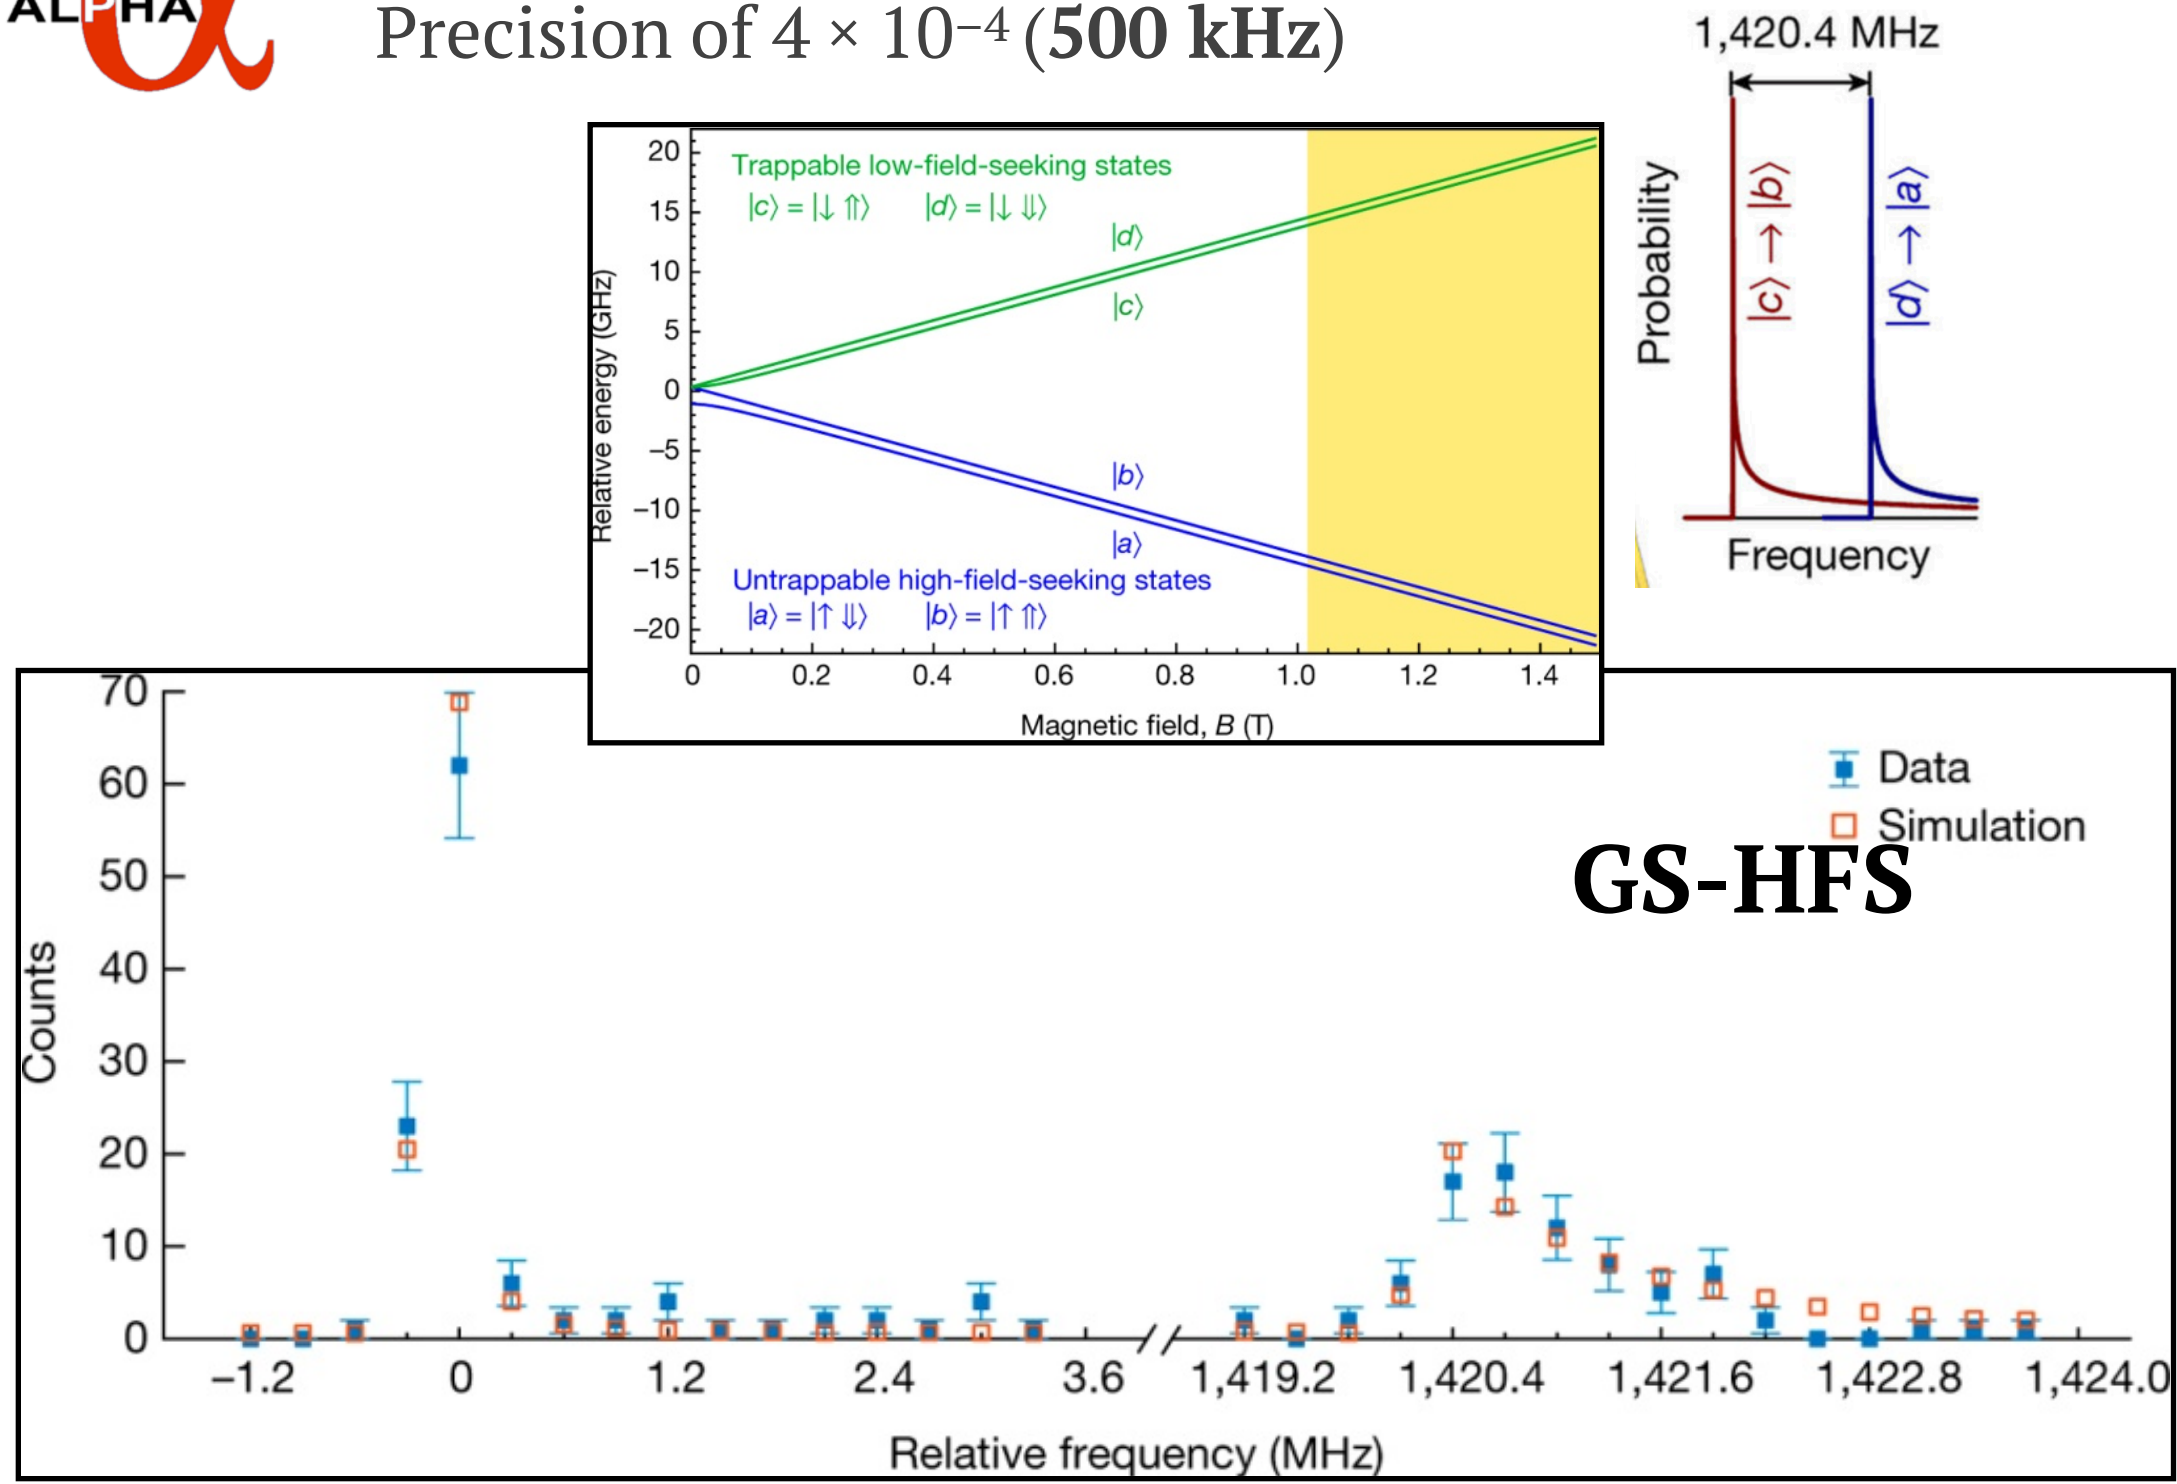 ALPHA
Precision of 4 × 10⁻⁴ (500 kHz)
1,420.4 MHz
Probability
|c⟩ → |b⟩
|d⟩ → |a⟩
Frequency
Relative energy (GHz)
20
15
10
5
0
−5
−10
−15
−20
Trappable low-field-seeking states
|c⟩ = |↓ ⇑⟩ |d⟩ = |↓ ⇓⟩
|d⟩
|c⟩
|b⟩
|a⟩
Untrappable high-field-seeking states
|a⟩ = |↑ ⇓⟩ |b⟩ = |↑ ⇑⟩
0 0.2 0.4 0.6 0.8 1.0 1.2 1.4
Magnetic field, B (T)
Counts
70
60
50
40
30
20
10
0
Data
Simulation
GS-HFS
−1.2 0 1.2 2.4 3.6 1,419.2 1,420.4 1,421.6 1,422.8 1,424.0
Relative frequency (MHz)